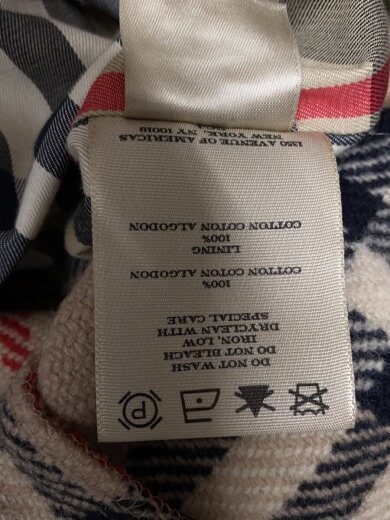 P
DO NOT WASH
DO NOT BLEACH
IRON, LOW
DRYCLEAN WITH
SPECIAL CARE
100%
COTTON COTON ALGODON
LINING
100%
COTTON COTON ALGODON
1350 AVENUE OF AMERICAS
NEW YORK, NY 10019